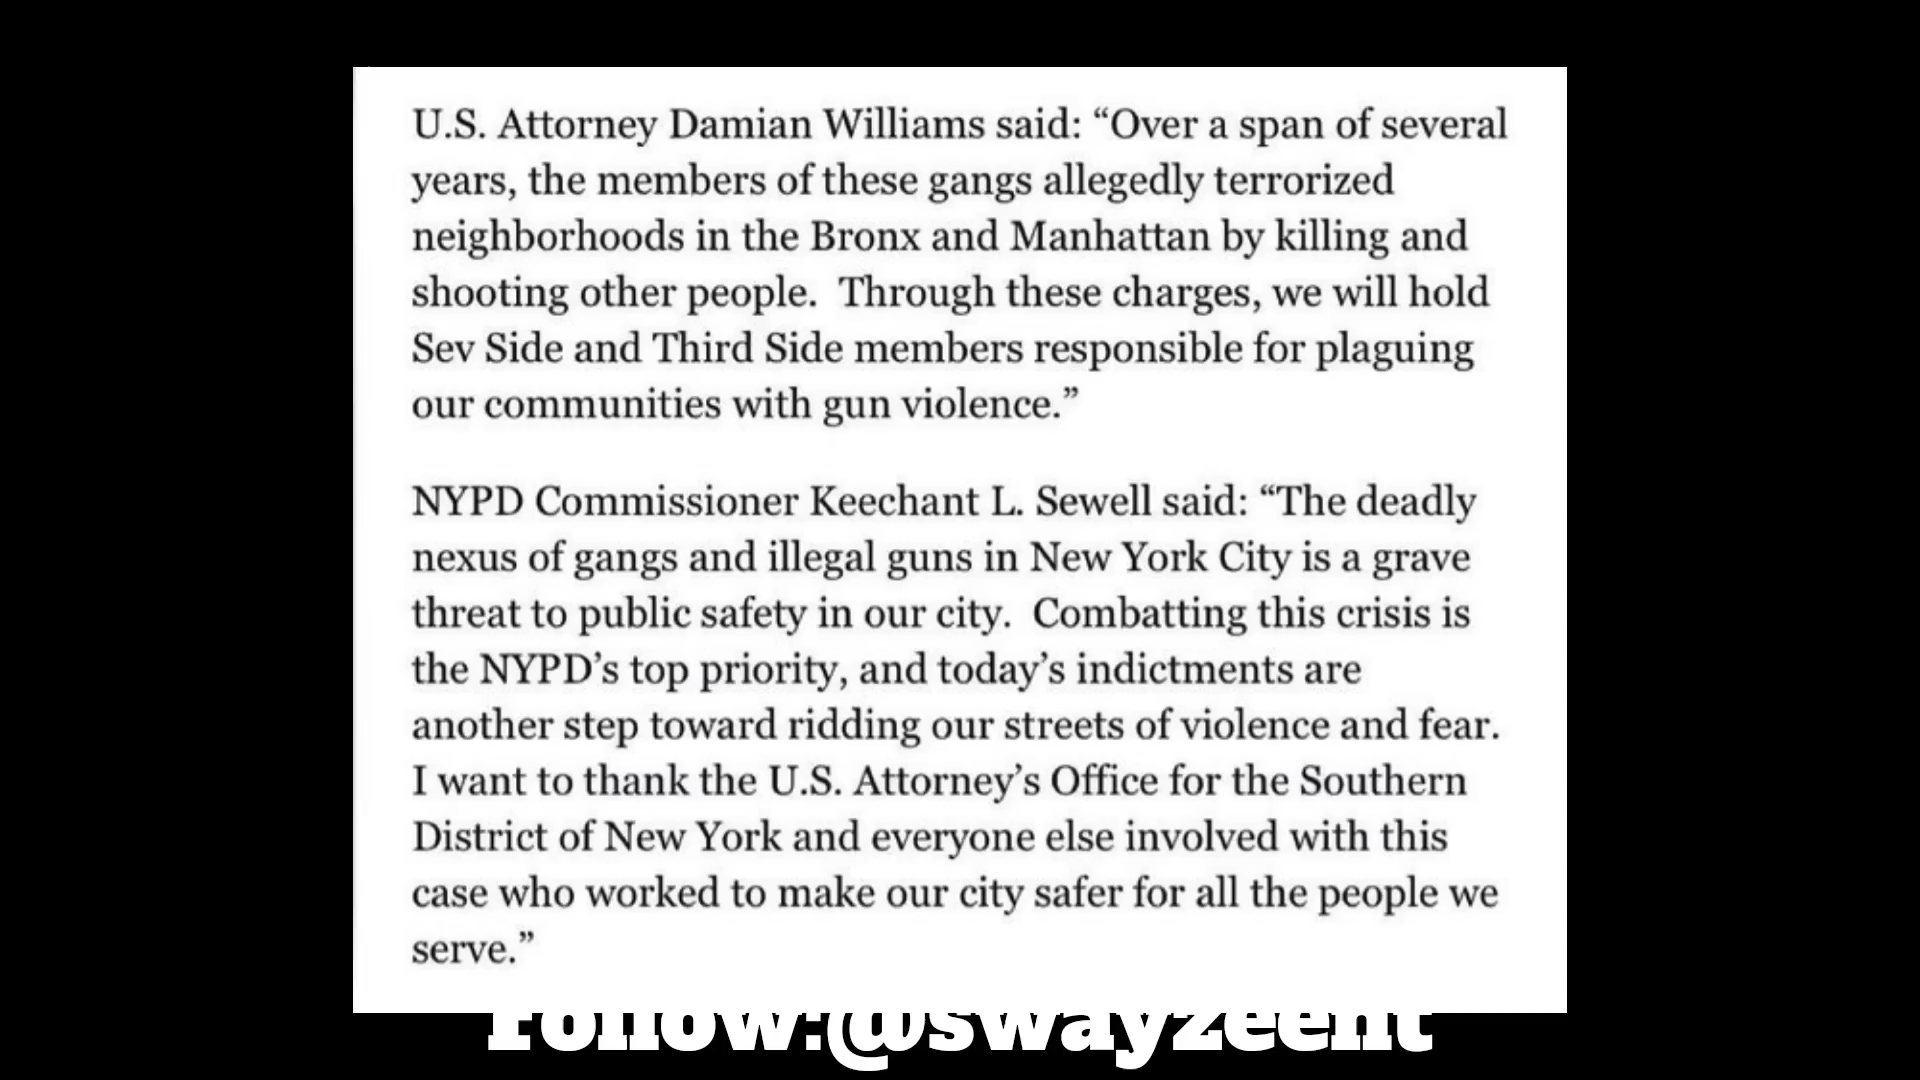 U.S. Attorney Damian Williams said: “Over a span of several
years, the members of these gangs allegedly terrorized
neighborhoods in the Bronx and Manhattan by killing and
shooting other people.  Through these charges, we will hold
Sev Side and Third Side members responsible for plaguing
our communities with gun violence.”
NYPD Commissioner Keechant L. Sewell said: “The deadly
nexus of gangs and illegal guns in New York City is a grave
threat to public safety in our city.  Combatting this crisis is
the NYPD’s top priority, and today’s indictments are
another step toward ridding our streets of violence and fear.
I want to thank the U.S. Attorney’s Office for the Southern
District of New York and everyone else involved with this
case who worked to make our city safer for all the people we
serve.”
Follow:@swayzeent